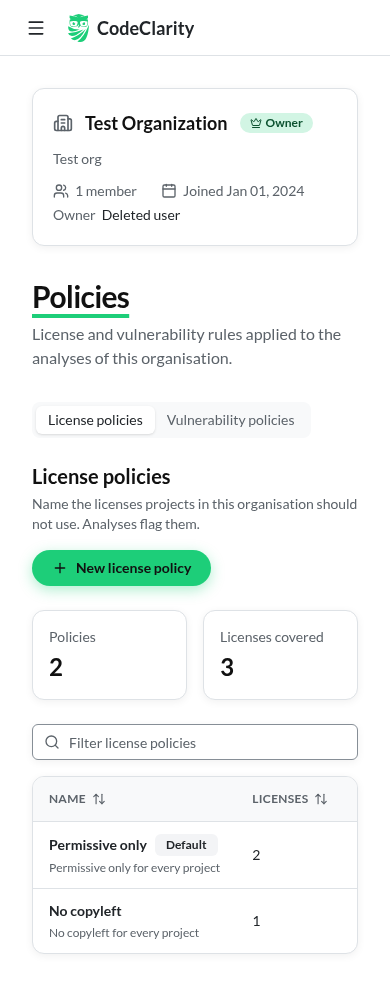 CodeClarity
Test Organization Owner
Test org
1 member Joined Jan 01, 2024
Owner Deleted user
Policies
License and vulnerability rules applied to the
analyses of this organisation.
License policies Vulnerability policies
License policies
Name the licenses projects in this organisation should
not use. Analyses flag them.
New license policy
Policies Licenses covered
2 3
Filter license policies
NAME LICENSES
Permissive only Default 2
Permissive only for every project
No copyleft 1
No copyleft for every project